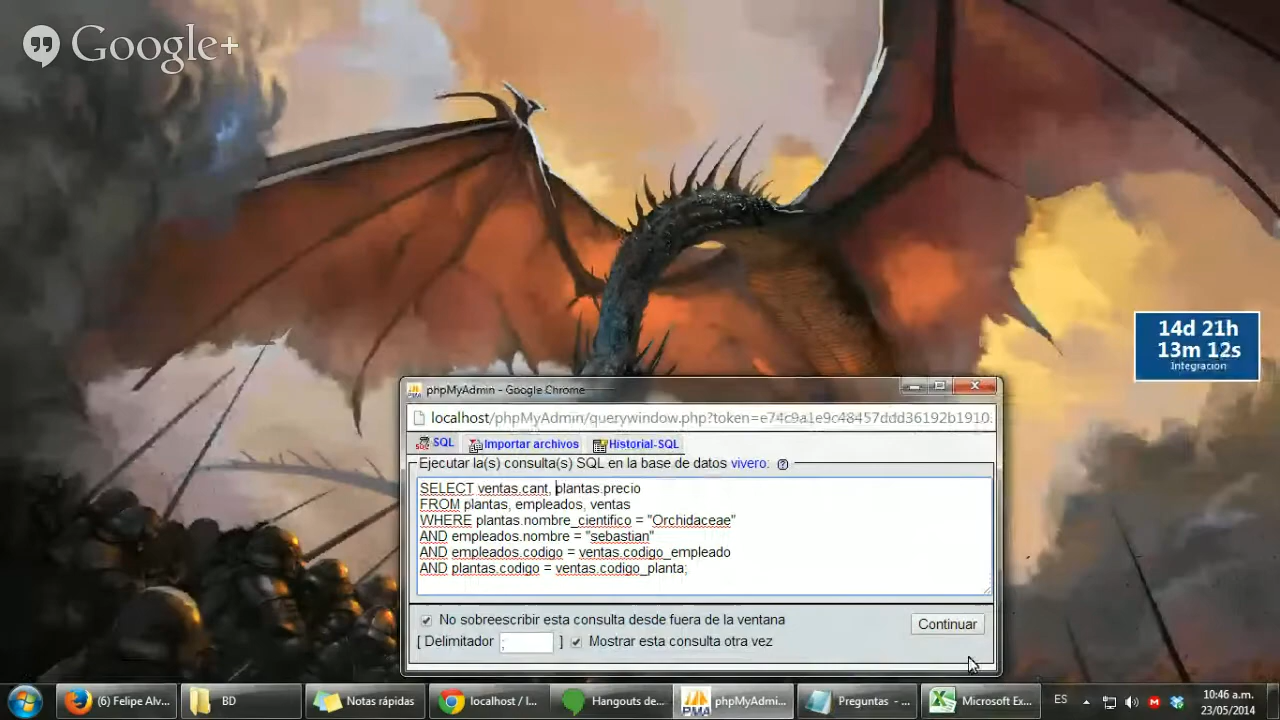 Google+
14d 21h
13m 12s
Integracion
phpMyAdmin - Google Chrome
localhost/phpMyAdmin/querywindow.php?token=e74c9a1e9c48457ddd36192b1910
SQL
Importar archivos
Historial-SQL
Ejecutar la(s) consulta(s) SQL en la base de datos vivero:
SELECT ventas.cant, plantas.precio
FROM plantas, empleados, ventas
WHERE plantas.nombre_cientifico = "Orchidaceae"
AND empleados.nombre = "sebastian"
AND empleados.codigo = ventas.codigo_empleado
AND plantas.codigo = ventas.codigo_planta;
No sobreescribir esta consulta desde fuera de la ventana
Continuar
[ Delimitador ; ] Mostrar esta consulta otra vez
(6) Felipe Alv...
BD
Notas rápidas
localhost / l...
Hangouts de...
PMA
phpMyAdmi...
Preguntas - ...
Microsoft Ex...
ES
10:46 a.m.
23/05/2014